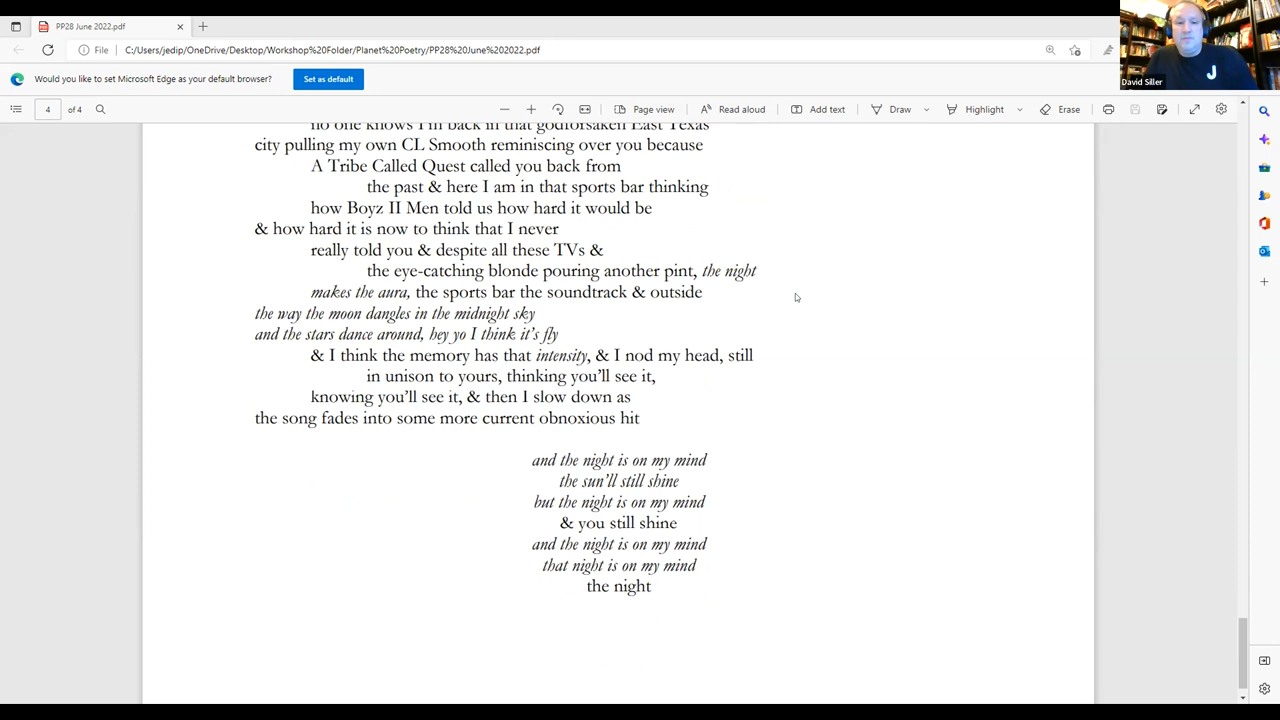 PP28 June 2022.pdf
File C:/Users/jedip/OneDrive/Desktop/Workshop%20Folder/Planet%20Poetry/PP28%20June%202022.pdf
David Siller
Would you like to set Microsoft Edge as your default browser? Set as default
4 of 4 Page view Read aloud Add text Draw Highlight Erase
no one knows I'm back in that godforsaken East Texas
city pulling my own CL Smooth reminiscing over you because
A Tribe Called Quest called you back from
the past & here I am in that sports bar thinking
how Boyz II Men told us how hard it would be
& how hard it is now to think that I never
really told you & despite all these TVs &
the eye-catching blonde pouring another pint, the night
makes the aura, the sports bar the soundtrack & outside
the way the moon dangles in the midnight sky
and the stars dance around, hey yo I think it's fly
& I think the memory has that intensity, & I nod my head, still
in unison to yours, thinking you'll see it,
knowing you'll see it, & then I slow down as
the song fades into some more current obnoxious hit
and the night is on my mind
the sun'll still shine
but the night is on my mind
& you still shine
and the night is on my mind
that night is on my mind
the night